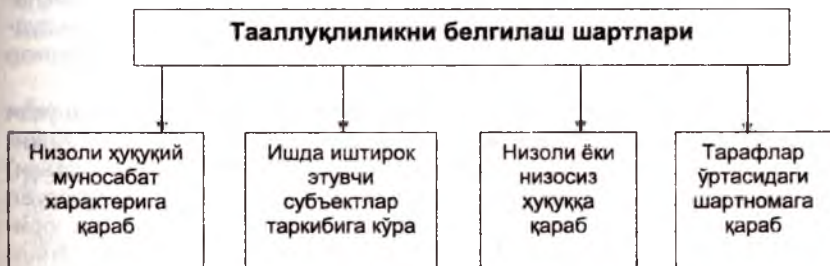 Тааллуқлиликни белгилаш шартлари
Низоли ҳуқуқий
муносабат
характерига
қараб
Ишда иштирок
этувчи
субъектлар
таркибига кўра
Низоли ёки
низосиз
ҳуқуққа
қараб
Тарафлар
ўртасидаги
шартномага
қараб